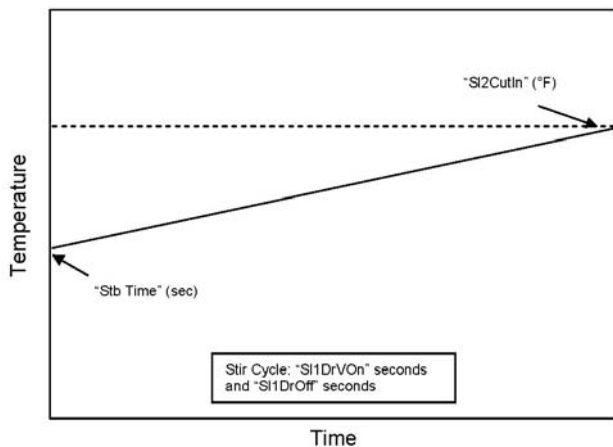 "Sl2CutIn" (°F)
Temperature
"Stb Time" (sec)
Stir Cycle: "Sl1DrVOn" seconds
and "Sl1DrOff" seconds
Time